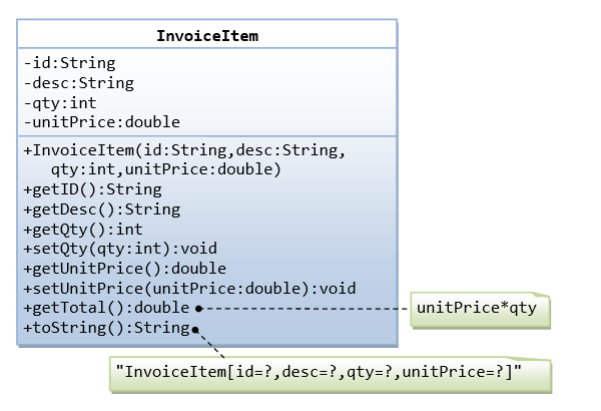 InvoiceItem
-id:String
-desc:String
-qty:int
-unitPrice:double
+InvoiceItem(id:String,desc:String,
qty:int,unitPrice:double)
+getID():String
+getDesc():String
+getQty():int
+setQty(qty:int):void
+getUnitPrice():double
+setUnitPrice(unitPrice:double):void
+getTotal():double
unitPrice*qty
+toString():String
"InvoiceItem[id=?,desc=?,qty=?,unitPrice=?]"